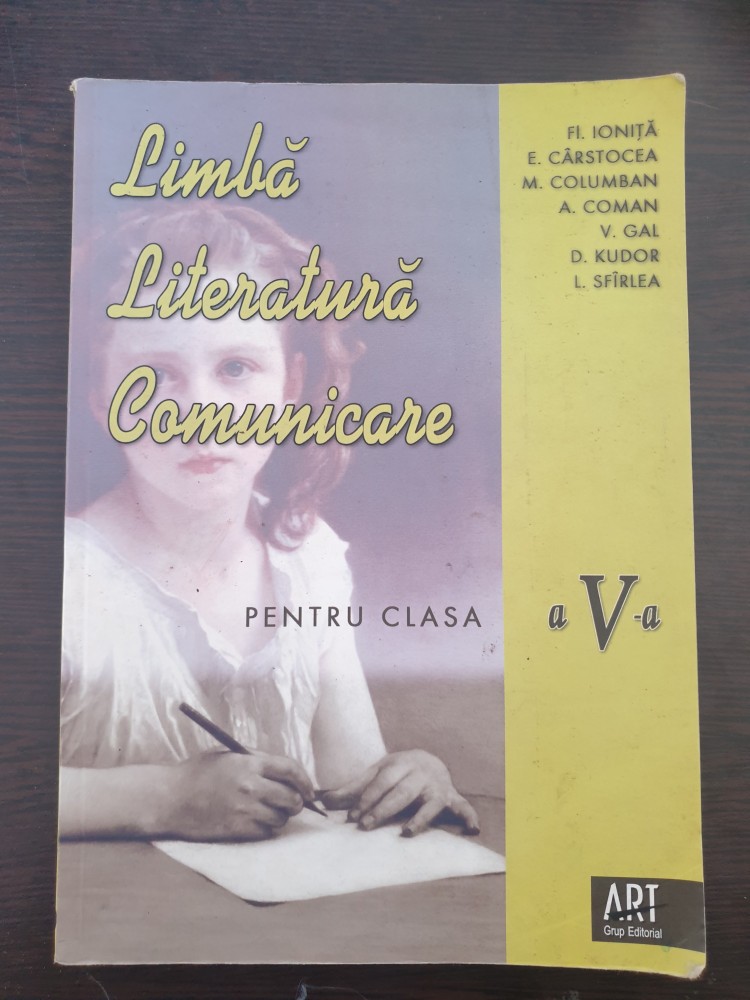 Limbă
Literatură
Comunicare
PENTRU CLASA
a V-a
Fl. IONIȚĂ
E. CÂRSTOCEA
M. COLUMBAN
A. COMAN
V. GAL
D. KUDOR
L. SFÎRLEA
ART
Grup Editorial